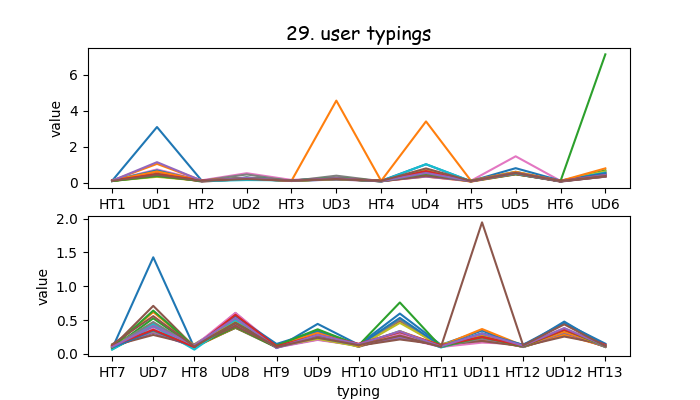 29. user typings
value
6
4
2
0
HT1 UD1 HT2 UD2 HT3 UD3 HT4 UD4 HT5 UD5 HT6 UD6
value
2.0
1.5
1.0
0.5
0.0
HT7 UD7 HT8 UD8 HT9 UD9 HT10 UD10 HT11 UD11 HT12 UD12 HT13
typing